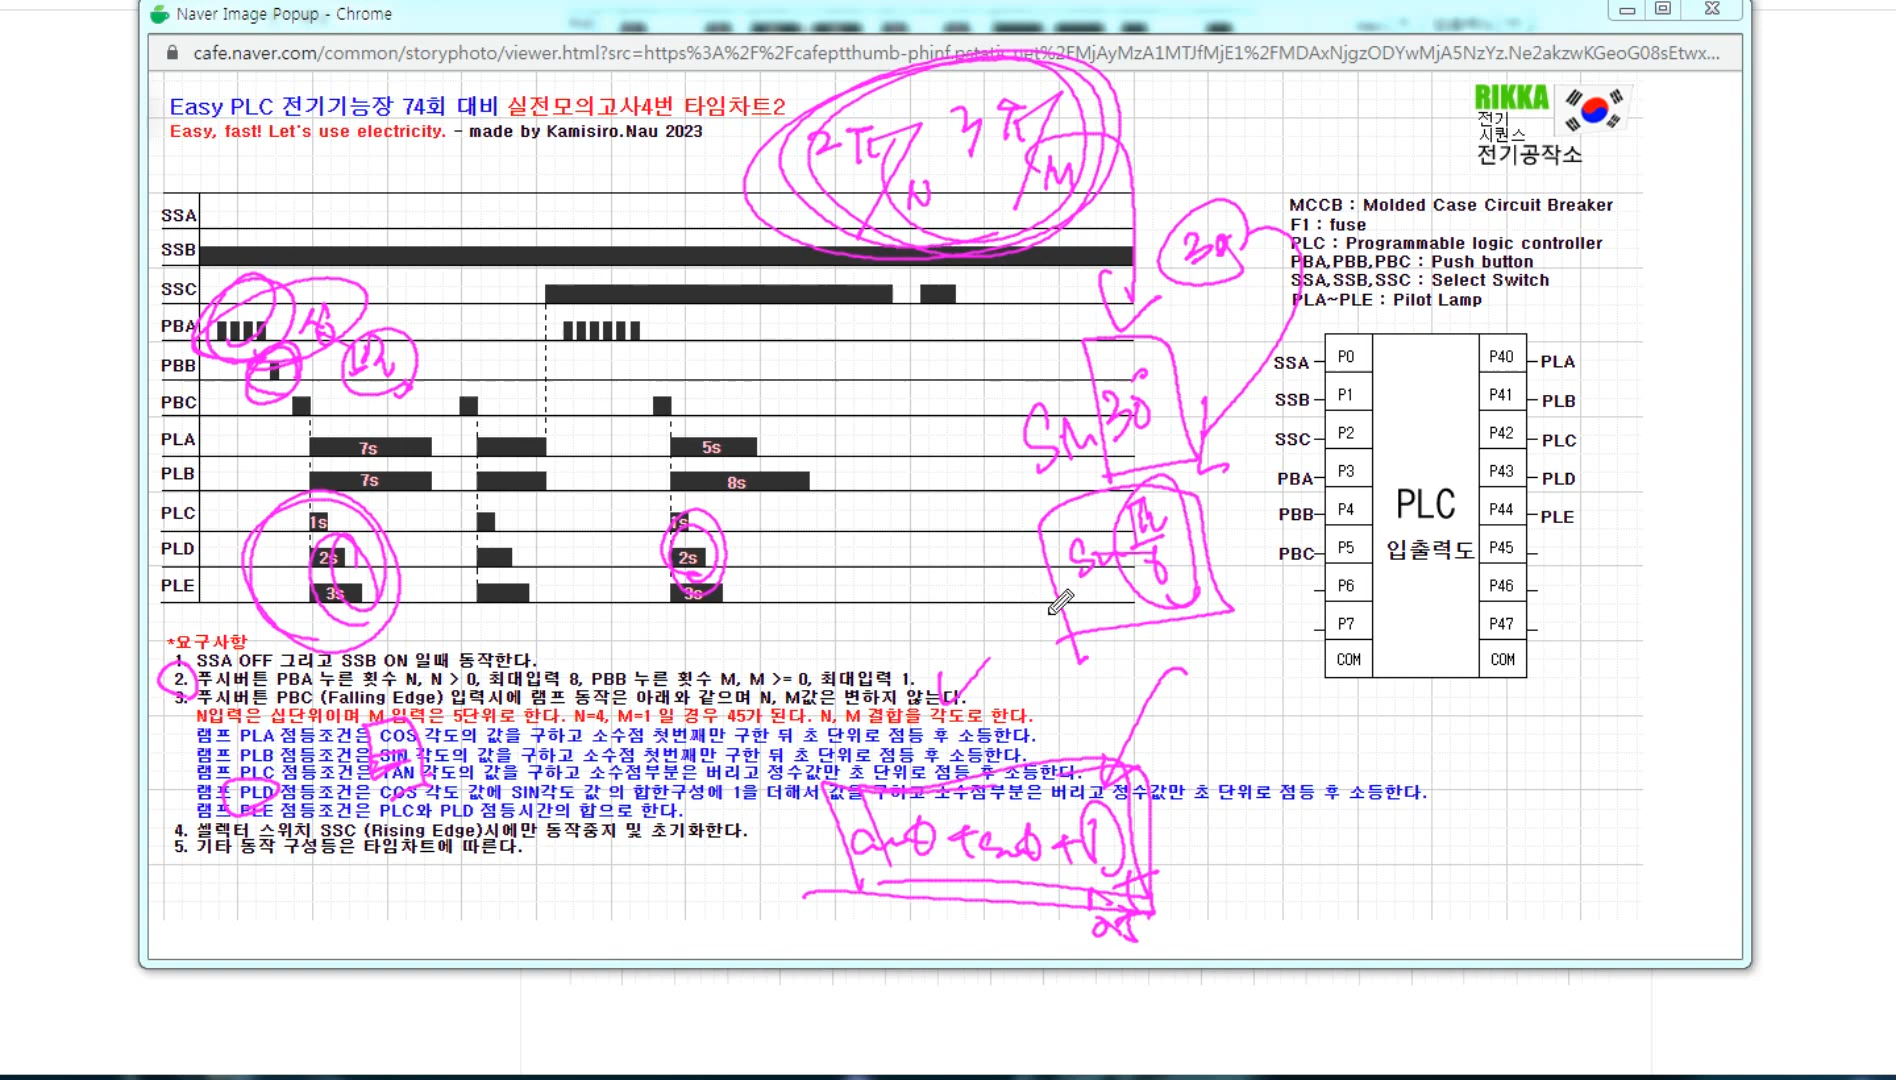 Naver Image Popup - Chrome
cafe.naver.com/common/storyphoto/viewer.html?src=https%3A%2F%2Fcafeptthumb-phinf.pstatic.net%2FMjAyMzA1MTJfMjE1%2FMDAxNjgzODYwMjA5NzYz.Ne2akzwKGeoG08sEtwx...
Easy PLC 전기기능장 74회 대비 실전모의고사4번 타임차트2
Easy, fast! Let's use electricity. - made by Kamisiro.Nau 2023
RIKKA
전기
시퀀스
전기공작소
2π/N 3π/M
SSA
SSB
SSC
PBA
PBB
PBC
PLA 7s 5s
PLB 7s 8s
PLC 1s 1s
PLD 2s 2s
PLE 3s 3s
30°
MCCB : Molded Case Circuit Breaker
F1 : fuse
PLC : Programmable logic controller
PBA,PBB,PBC : Push button
SSA,SSB,SSC : Select Switch
PLA~PLE : Pilot Lamp
SSA P0 P40 PLA
SSB P1 P41 PLB
SSC P2 P42 PLC
PBA P3 P43 PLD
PBB P4 P44 PLE
PBC P5 P45
P6 P46
P7 P47
COM COM
PLC
입출력도
*요구사항
1. SSA OFF 그리고 SSB ON 일때 동작한다.
2. 푸시버튼 PBA 누른 횟수 N, N > 0, 최대입력 8, PBB 누른 횟수 M, M >= 0, 최대입력 1.
3. 푸시버튼 PBC (Falling Edge) 입력시에 램프 동작은 아래와 같으며 N, M값은 변하지 않는다.
N입력은 십단위이며 M 입력은 5단위로 한다. N=4, M=1 일 경우 45가 된다. N, M 결합을 각도로 한다.
램프 PLA 점등조건은 COS 각도의 값을 구하고 소수점 첫번째만 구한 뒤 초 단위로 점등 후 소등한다.
램프 PLB 점등조건은 SIN 각도의 값을 구하고 소수점 첫번째만 구한 뒤 초 단위로 점등 후 소등한다.
램프 PLC 점등조건은 TAN 각도의 값을 구하고 소수점부분은 버리고 정수값만 초 단위로 점등 후 소등한다.
램프 PLD 점등조건은 COS 각도 값에 SIN각도 값 의 합한구성에 1을 더해서 값을 구하고 소수점부분은 버리고 정수값만 초 단위로 점등 후 소등한다.
램프 PLE 점등조건은 PLC와 PLD 점등시간의 합으로 한다.
4. 셀렉터 스위치 SSC (Rising Edge)시에만 동작중지 및 초기화한다.
5. 기타 동작 구성등은 타임차트에 따른다.